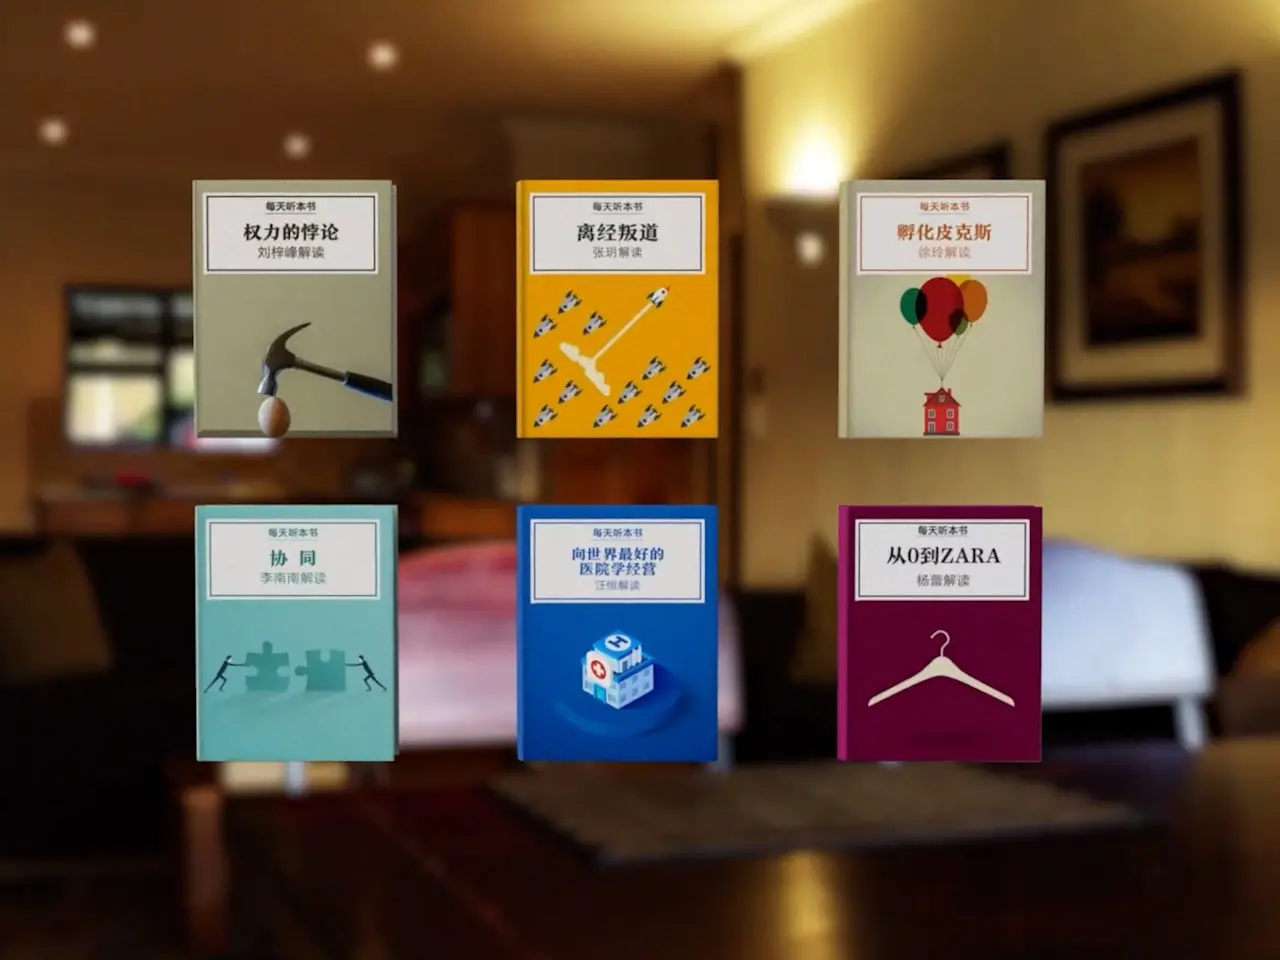 每天听本书
权力的悖论
刘梓峰解读
每天听本书
离经叛道
张玥解读
每天听本书
孵化皮克斯
徐玲解读
每天听本书
协 同
李南南解读
每天听本书
向世界最好的
医院学经营
汪恒解读
每天听本书
从0到ZARA
杨蕾解读
H